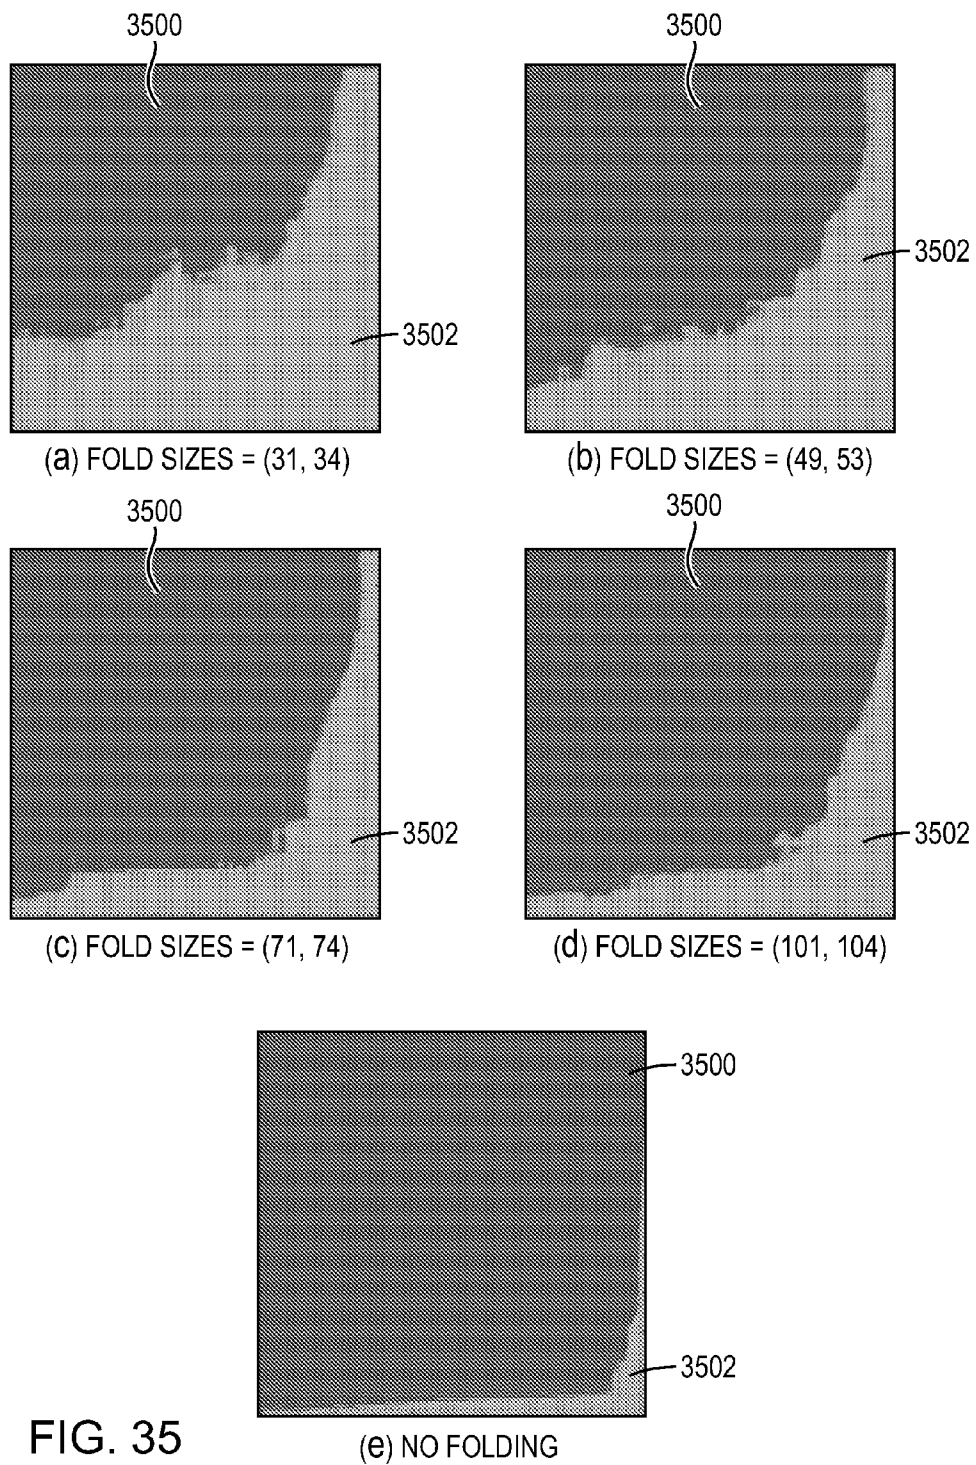 3500
3500
3502
3502
(a) FOLD SIZES = (31, 34)
(b) FOLD SIZES = (49, 53)
3500
3500
3502
3502
(c) FOLD SIZES = (71, 74)
(d) FOLD SIZES = (101, 104)
3500
3502
(e) NO FOLDING
FIG. 35